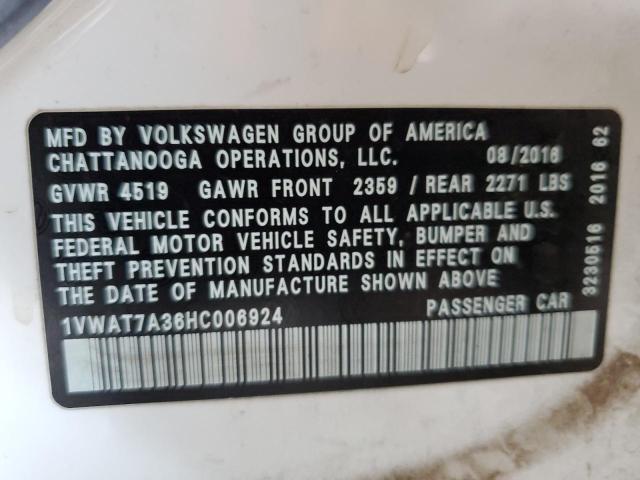 MFD BY VOLKSWAGEN GROUP OF AMERICA
CHATTANOOGA OPERATIONS, LLC. 08/2016
GVWR 4519 GAWR FRONT 2359 / REAR 2271 LBS
THIS VEHICLE CONFORMS TO ALL APPLICABLE U.S.
FEDERAL MOTOR VEHICLE SAFETY, BUMPER AND
THEFT PREVENTION STANDARDS IN EFFECT ON
THE DATE OF MANUFACTURE SHOWN ABOVE
1VWAT7A36HC006924 PASSENGER CAR
3230516 2016 62